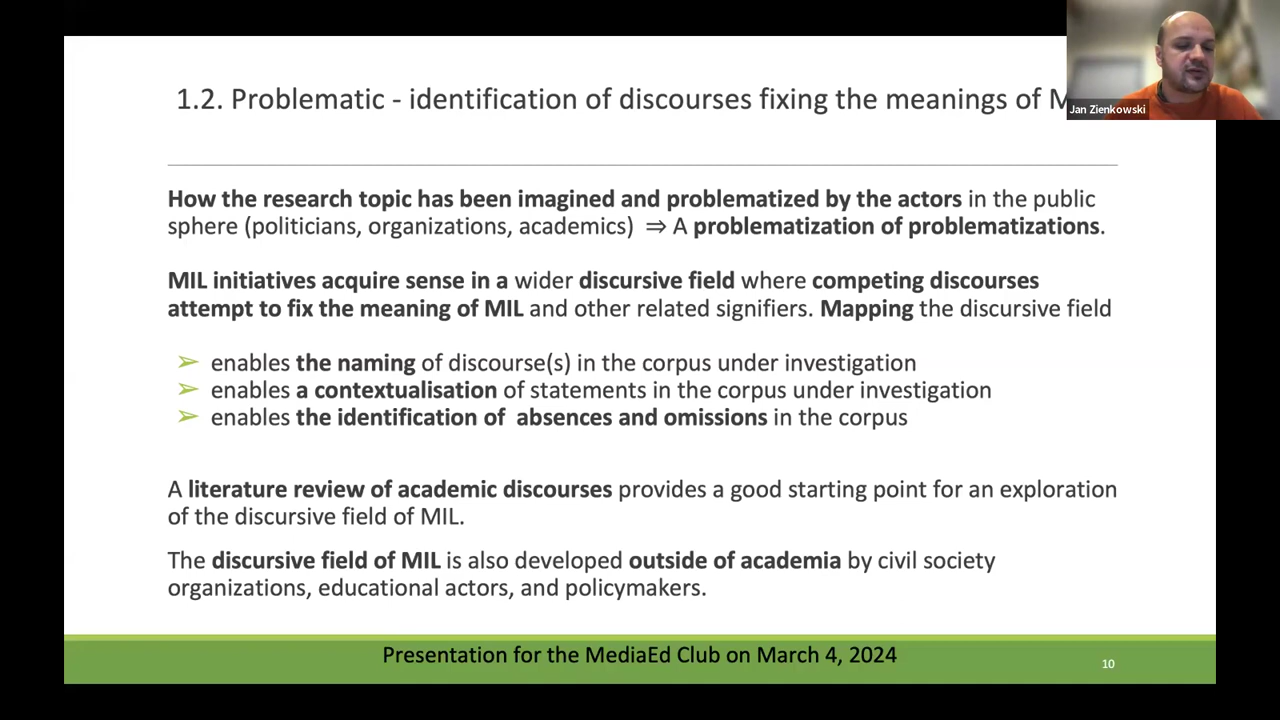 1.2. Problematic - identification of discourses fixing the meanings of
Jan Zienkowski
How the research topic has been imagined and problematized by the actors in the public
sphere (politicians, organizations, academics) ⇒ A problematization of problematizations.
MIL initiatives acquire sense in a wider discursive field where competing discourses
attempt to fix the meaning of MIL and other related signifiers. Mapping the discursive field
➢ enables the naming of discourse(s) in the corpus under investigation
➢ enables a contextualisation of statements in the corpus under investigation
➢ enables the identification of absences and omissions in the corpus
A literature review of academic discourses provides a good starting point for an exploration
of the discursive field of MIL.
The discursive field of MIL is also developed outside of academia by civil society
organizations, educational actors, and policymakers.
Presentation for the MediaEd Club on March 4, 2024
10